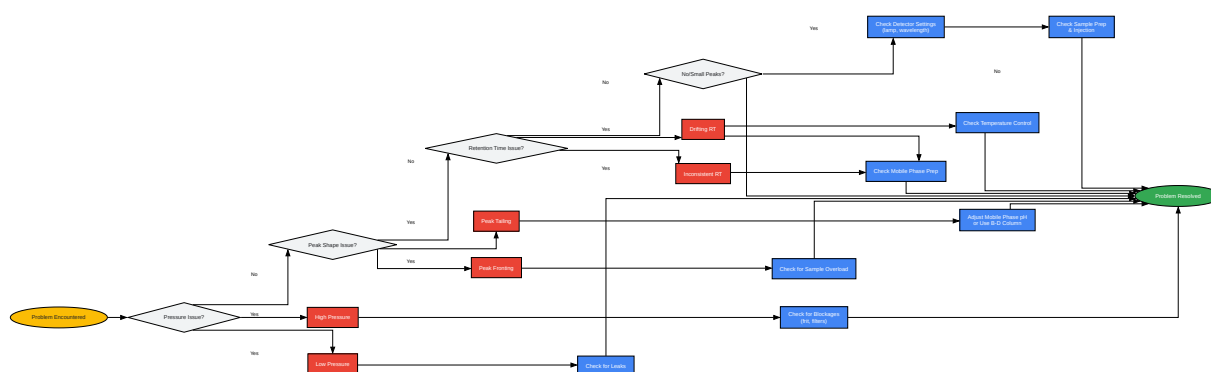 Yes
Check Detector Settings
(lamp, wavelength)
Check Sample Prep
& Injection
No/Small Peaks?
No
No
Yes
Drifting RT
Check Temperature Control
Retention Time Issue?
No
Yes
Inconsistent RT
Check Mobile Phase Prep
Problem Resolved
Yes
Peak Tailing
Adjust Mobile Phase pH
or Use B-D Column
Peak Shape Issue?
No
Yes
Peak Fronting
Check for Sample Overload
Problem Encountered
Pressure Issue?
Yes
High Pressure
Check for Blockages
(frit, filters)
Yes
Low Pressure
Check for Leaks